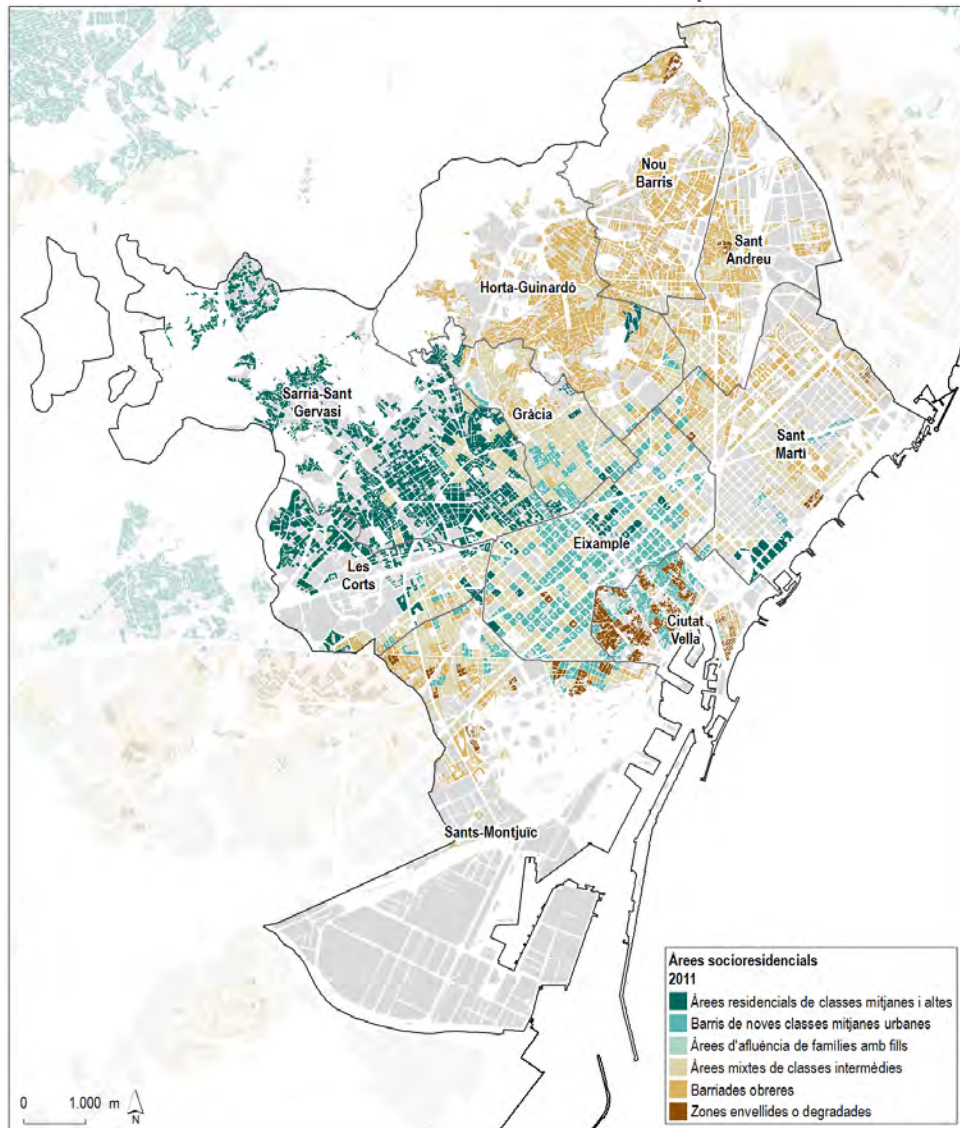 Nou
Barris
Sant
Andreu
Horta-Guinardó
Sarrià-Sant
Gervasi
Gràcia
Sant
Martí
Eixample
Les
Corts
Ciutat
Vella
Sants-Montjuïc
Àrees socioresidencials
2011
Àrees residencials de classes mitjanes i altes
Barris de noves classes mitjanes urbanes
Àrees d'afluència de famílies amb fills
Àrees mixtes de classes intermèdies
Barriades obreres
Zones envellides o degradades
0 1.000 m
N